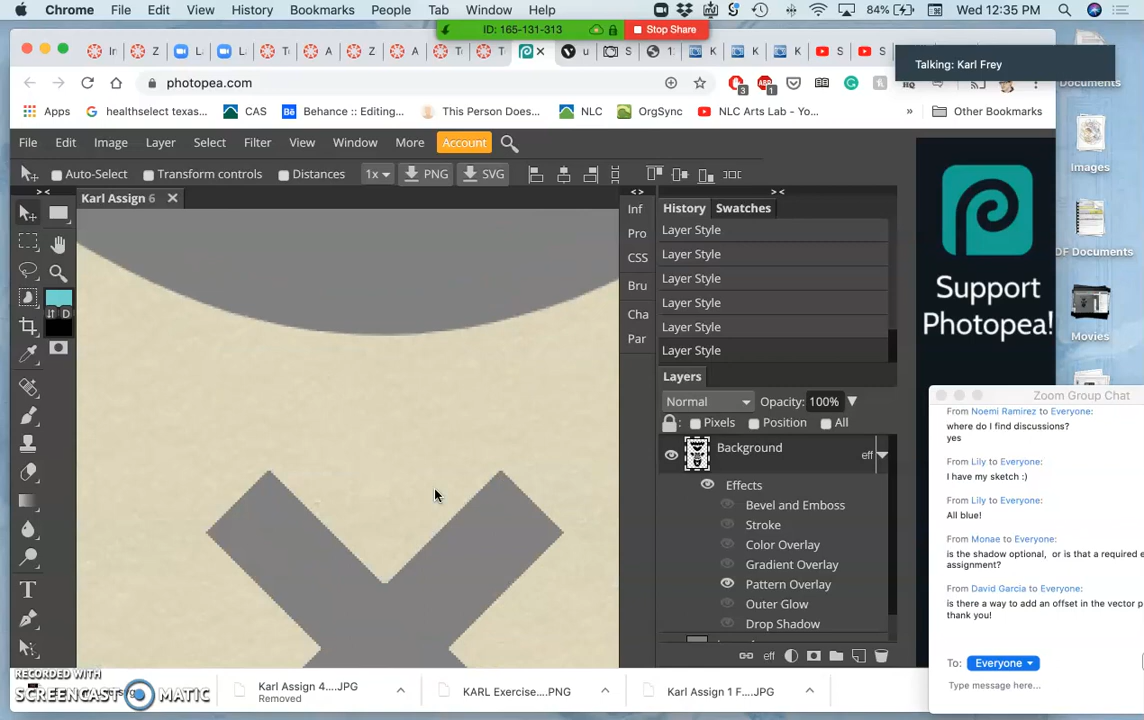 Chrome File Edit View History Bookmarks People Tab Window Help 84% Wed 12:35 PM
ID: 165-131-313 Stop Share
Talking: Karl Frey
photopea.com
Apps healthselect texas... CAS Behance :: Editing... This Person Does... NLC OrgSync NLC Arts Lab - Yo... » Other Bookmarks
File Edit Image Layer Select Filter View Window More Account
Auto-Select Transform controls Distances 1x PNG SVG
Karl Assign 6
Inf
Pro
CSS
Bru
Cha
Par
History Swatches
Layer Style
Layer Style
Layer Style
Layer Style
Layer Style
Layer Style
Layers
Normal Opacity: 100%
Pixels Position All
Background eff
Effects
Bevel and Emboss
Stroke
Color Overlay
Gradient Overlay
Pattern Overlay
Outer Glow
Drop Shadow
eff
Support
Photopea!
Documents
Images
DF Documents
Movies
Zoom Group Chat
From Noemi Ramirez to Everyone:
where do I find discussions?
yes
From Lily to Everyone:
I have my sketch :)
From Lily to Everyone:
All blue!
From Monae to Everyone:
is the shadow optional, or is that a required
assignment?
From David Garcia to Everyone:
is there a way to add an offset in the vector
thank you!
To: Everyone
Type message here...
RECORDED WITH
SCREENCAST MATIC
Karl Assign 4....JPG
Removed
KARL Exercise....PNG
Karl Assign 1 F....JPG